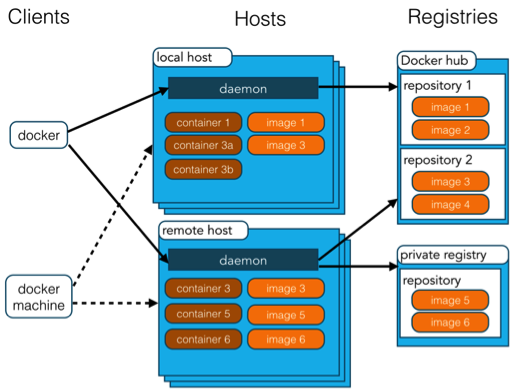 Clients
Hosts
Registries
docker
docker
machine
local host
daemon
container 1
image 1
container 3a
image 3
container 3b
remote host
daemon
container 3
image 3
container 5
image 5
container 6
image 6
Docker hub
repository 1
image 1
image 2
repository 2
image 3
image 4
private registry
repository
image 5
image 6